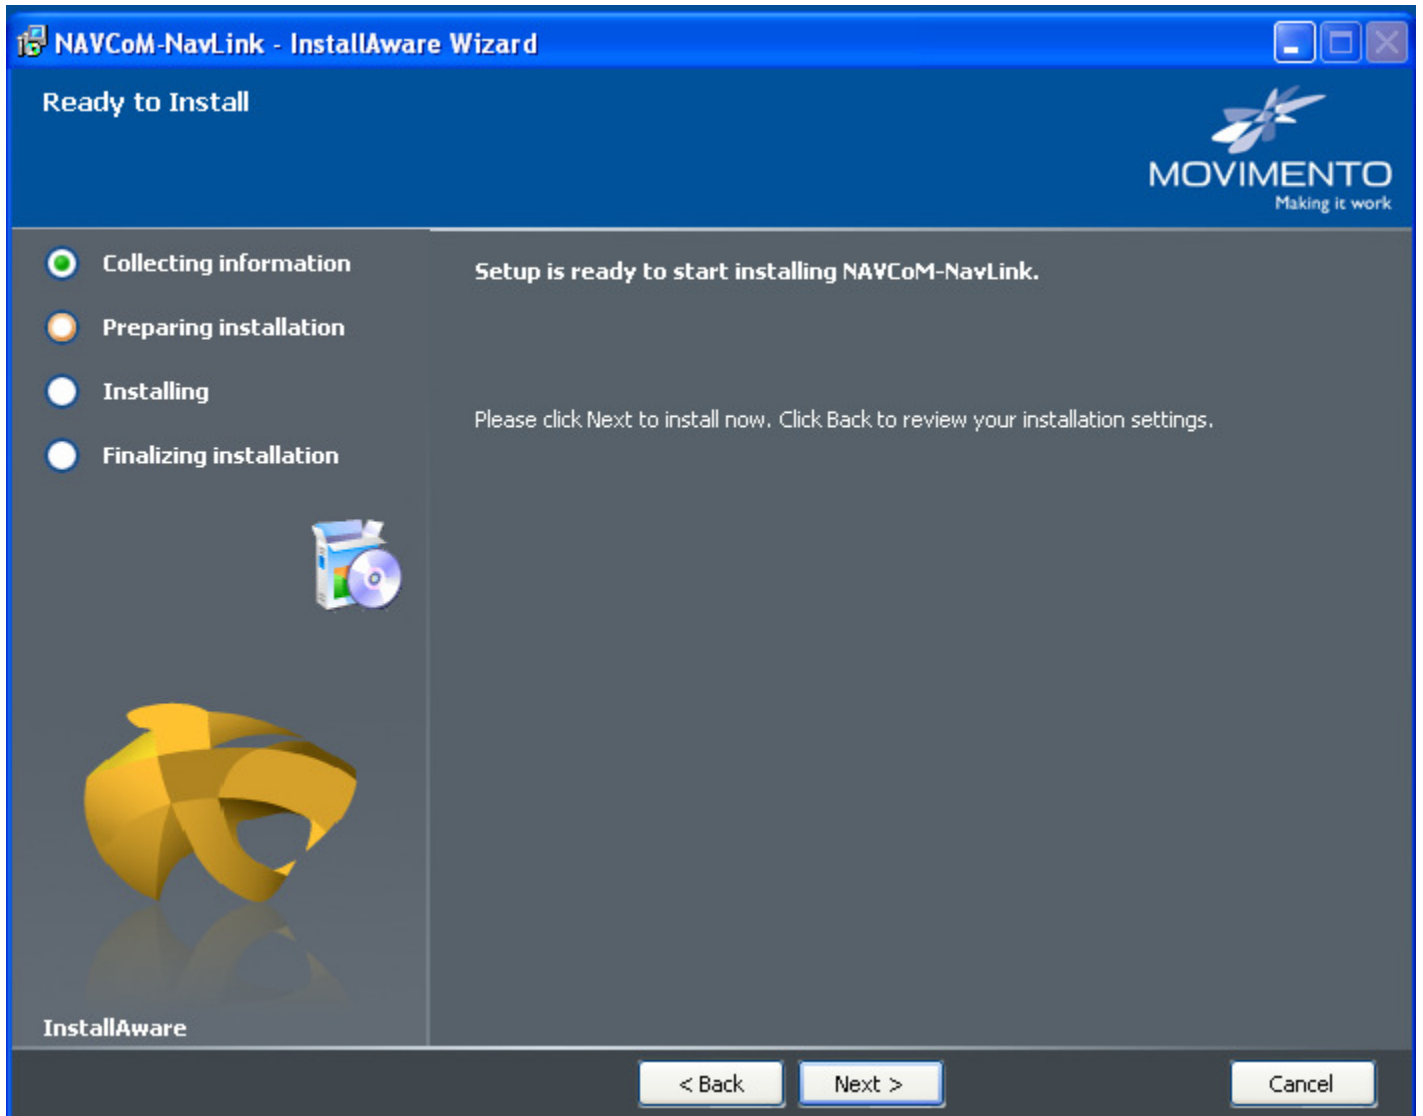 NAVCoM-NavLink - InstallAware Wizard
Ready to Install
MOVIMENTO
Making it work
Collecting information
Preparing installation
Installing
Finalizing installation
Setup is ready to start installing NAVCoM-NavLink.
Please click Next to install now. Click Back to review your installation settings.
InstallAware
< Back
Next >
Cancel